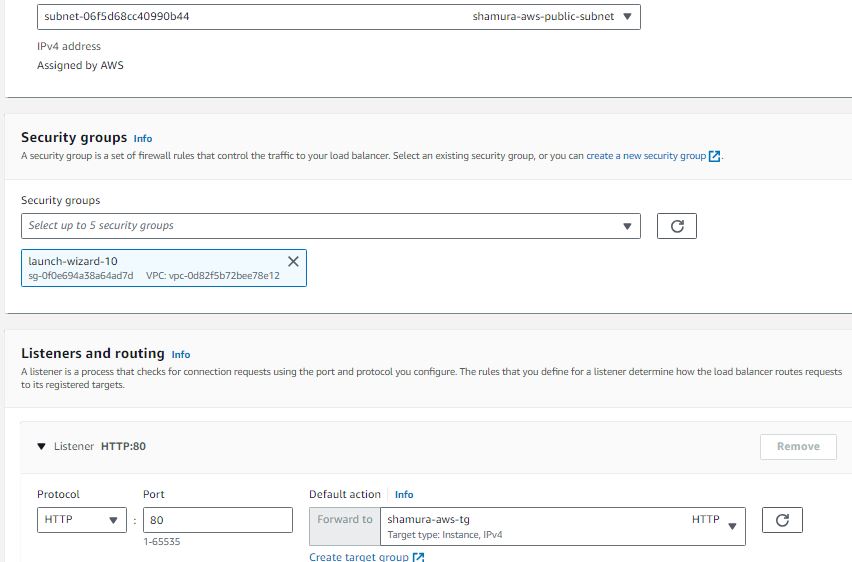 subnet-06f5d68cc40990b44 shamura-aws-public-subnet
IPv4 address
Assigned by AWS
Security groups Info
A security group is a set of firewall rules that control the traffic to your load balancer. Select an existing security group, or you can create a new security group.
Security groups
Select up to 5 security groups
launch-wizard-10
sg-0f0e694a38a64ad7d VPC: vpc-0d82f5b72bee78e12
Listeners and routing Info
A listener is a process that checks for connection requests using the port and protocol you configure. The rules that you define for a listener determine how the load balancer routes requests
to its registered targets.
Listener HTTP:80 Remove
Protocol Port Default action Info
HTTP : 80 Forward to shamura-aws-tg HTTP
Target type: Instance, IPv4
1-65535
Create target group